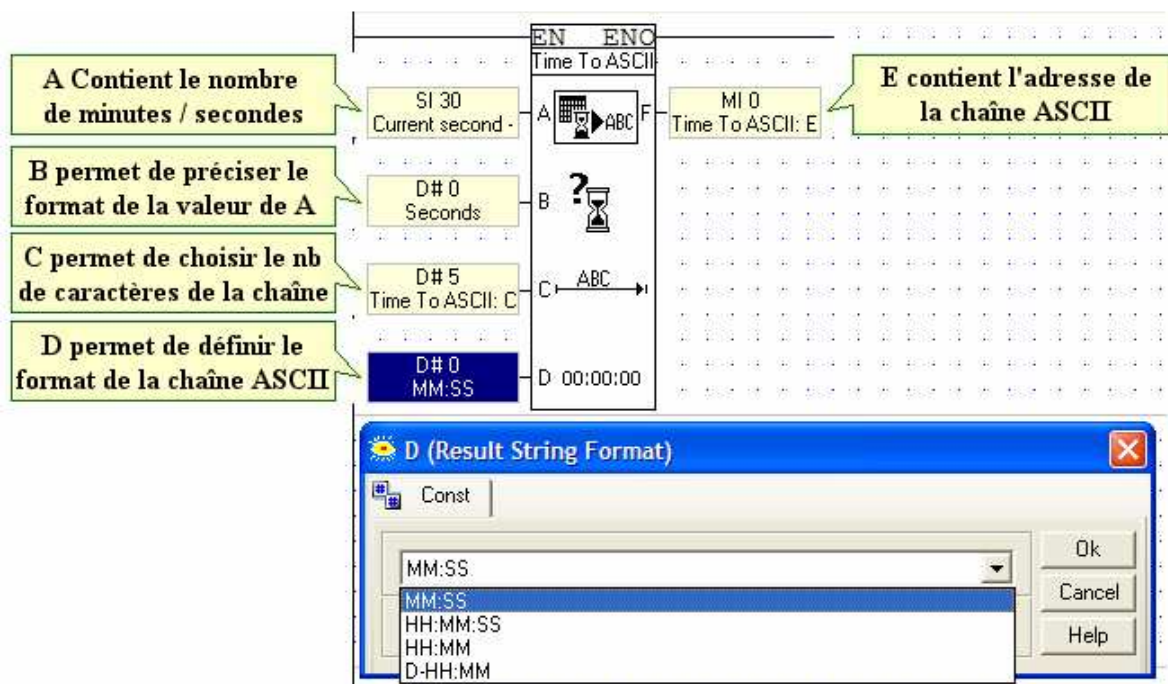 EN ENO
Time To ASCII
A Contient le nombre
de minutes / secondes
SI 30
Current second -
A
ABC
F
MI 0
Time To ASCII: E
E contient l'adresse de
la chaîne ASCII
B permet de préciser le
format de la valeur de A
D# 0
Seconds
B
?
C permet de choisir le nb
de caractères de la chaîne
D# 5
Time To ASCII: C
C
ABC
D permet de définir le
format de la chaîne ASCII
D# 0
MM:SS
D 00:00:00
D (Result String Format)
Const
MM:SS
MM:SS
HH:MM:SS
HH:MM
D-HH:MM
Ok
Cancel
Help